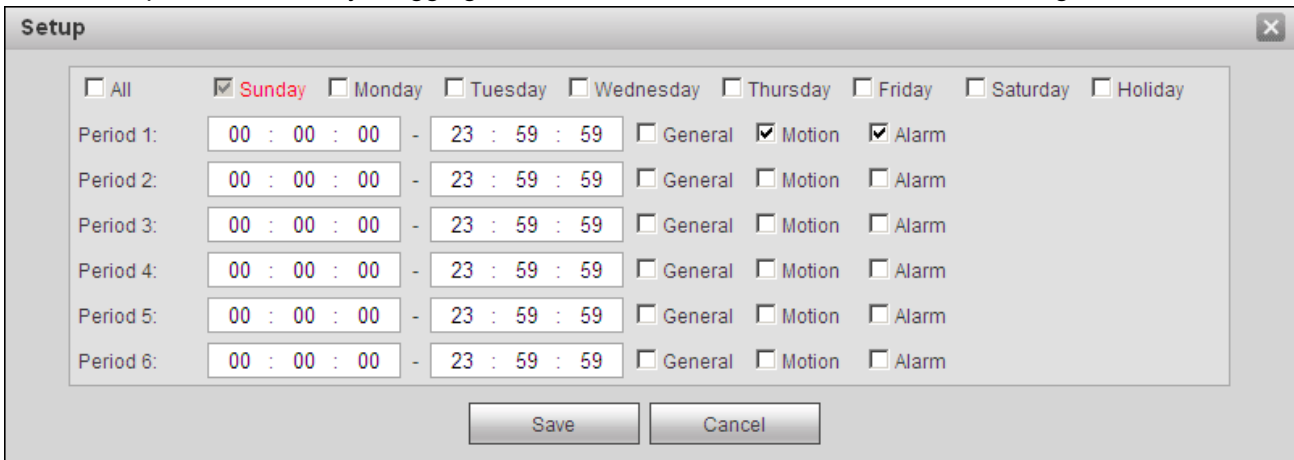 Setup
All Sunday Monday Tuesday Wednesday Thursday Friday Saturday Holiday
Period 1: 00 : 00 : 00 - 23 : 59 : 59 General Motion Alarm
Period 2: 00 : 00 : 00 - 23 : 59 : 59 General Motion Alarm
Period 3: 00 : 00 : 00 - 23 : 59 : 59 General Motion Alarm
Period 4: 00 : 00 : 00 - 23 : 59 : 59 General Motion Alarm
Period 5: 00 : 00 : 00 - 23 : 59 : 59 General Motion Alarm
Period 6: 00 : 00 : 00 - 23 : 59 : 59 General Motion Alarm
Save Cancel